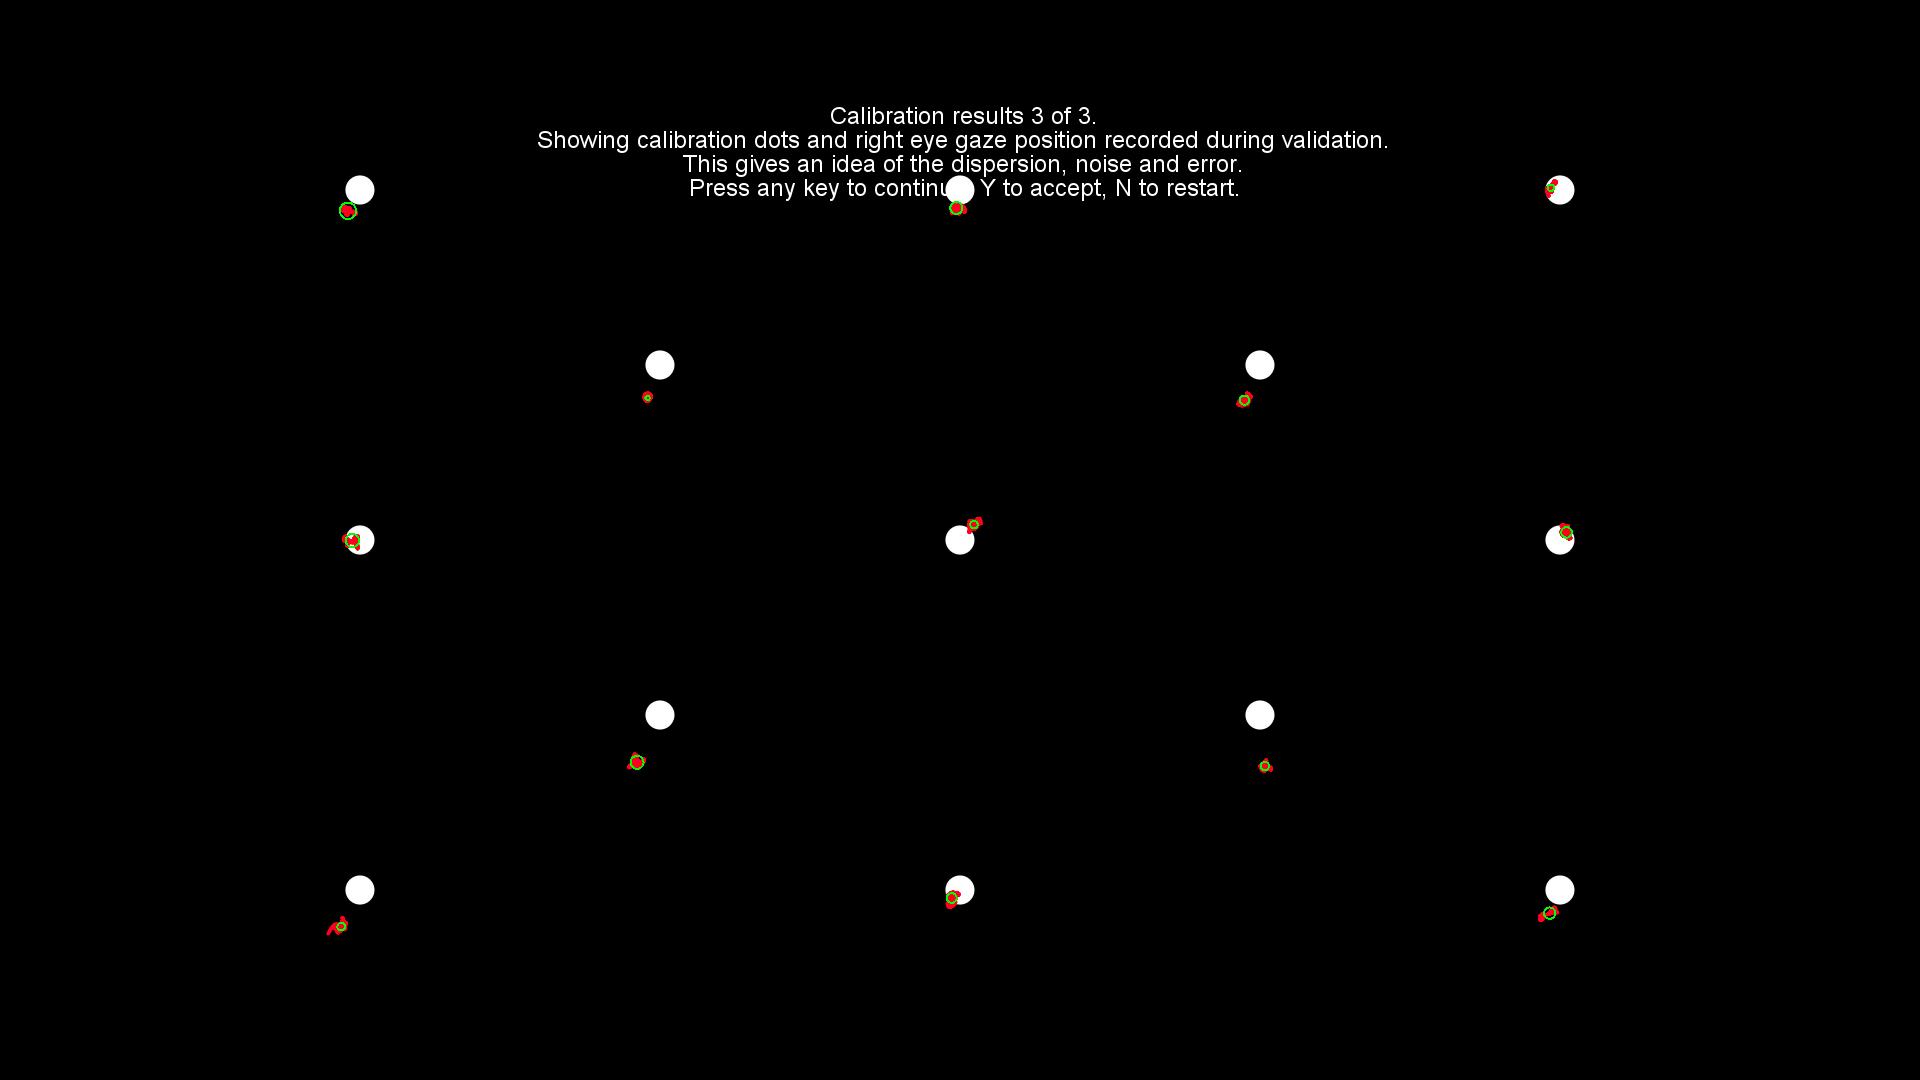 Calibration results 3 of 3.
Showing calibration dots and right eye gaze position recorded during validation.
This gives an idea of the dispersion, noise and error.
Press any key to continu Y to accept, N to restart.